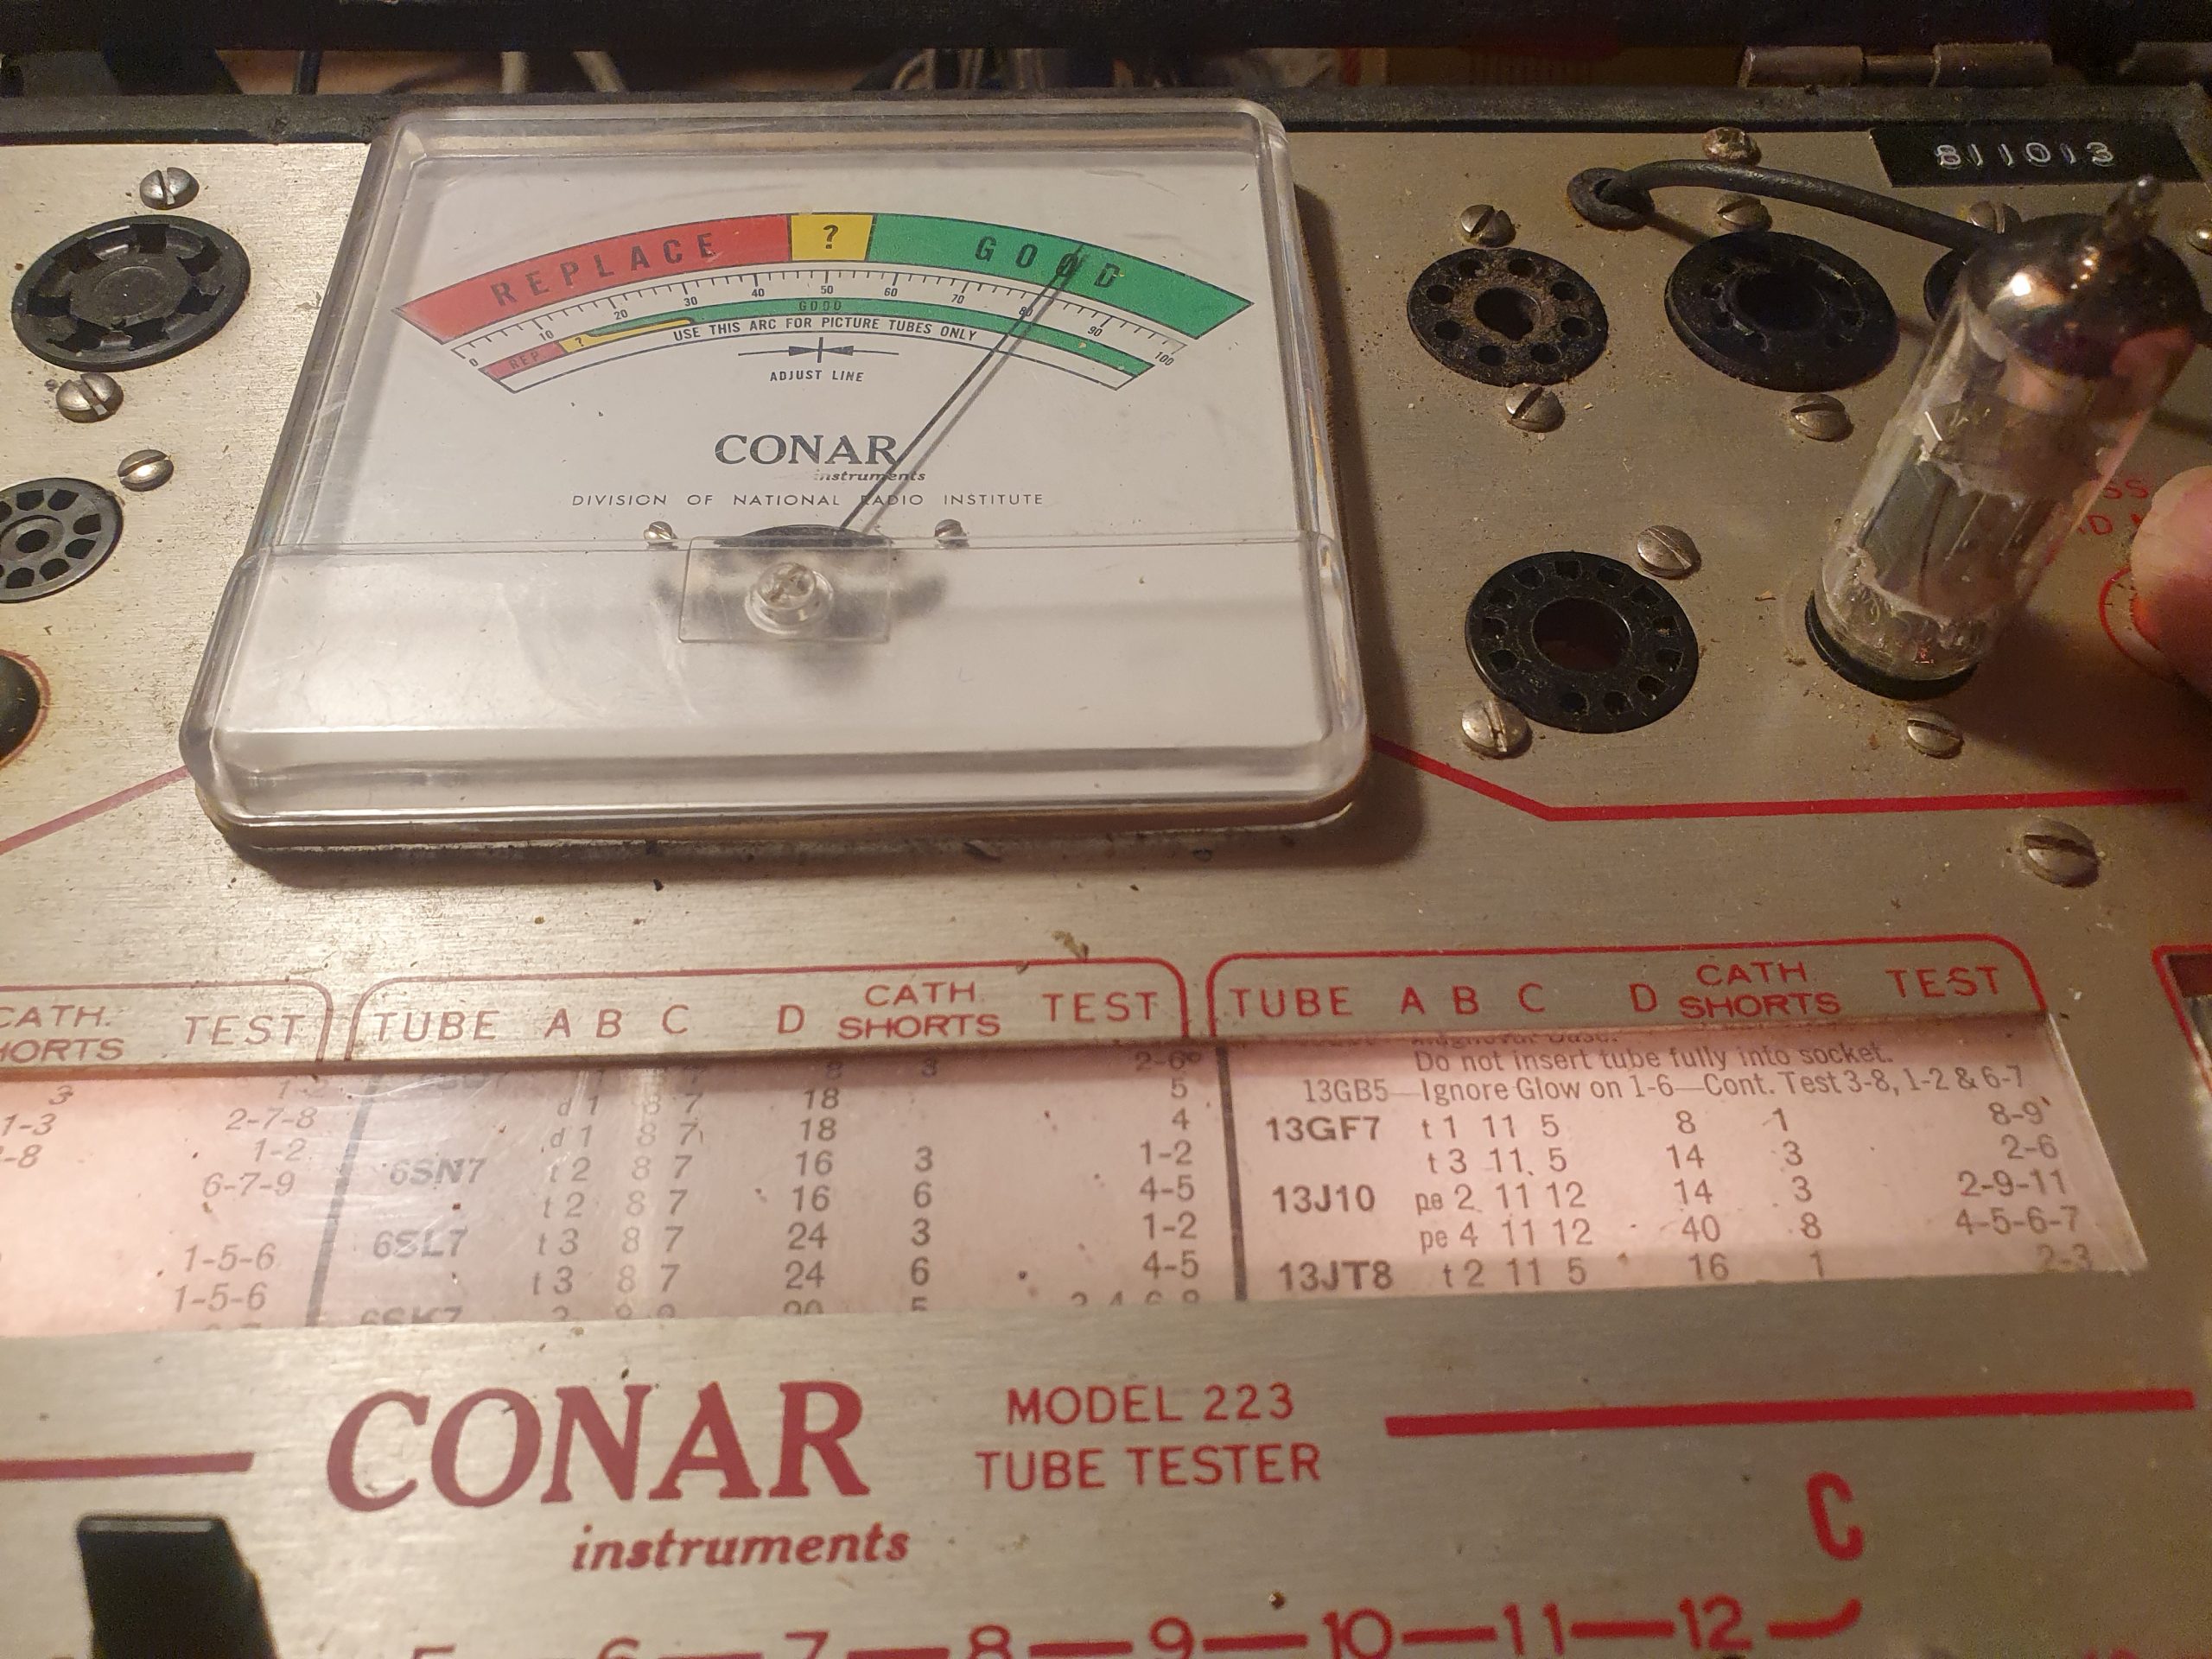 811013
REPLACE ? GOOD
0 10 20 30 40 50 60 70 80 90 100
REP ? GOOD
USE THIS ARC FOR PICTURE TUBES ONLY
ADJUST LINE
CONAR
instruments
DIVISION OF NATIONAL RADIO INSTITUTE
CATH. TEST
TUBE A B C D CATH. SHORTS TEST
TUBE A B C D CATH SHORTS TEST
3 1-2
1-3 2-7-8
1-2
6-7-9
1-5-6
1-5-6
8 3 2-6
d 1 8 7 18 5
d 1 8 7 18 4
6SN7 t 2 8 7 16 3 1-2
t 2 8 7 16 6 4-5
6SL7 t 3 8 7 24 3 1-2
t 3 8 7 24 6 4-5
Do not insert tube fully into socket.
13GB5—Ignore Glow on 1-6—Cont. Test 3-8, 1-2 & 6-7
13GF7 t 1 11 5 8 1 8-9
t 3 11 5 14 3 2-6
13J10 pe 2 11 12 14 3 2-9-11
pe 4 11 12 40 8 4-5-6-7
13JT8 t 2 11 5 16 1 2-3
CONAR
instruments
MODEL 223
TUBE TESTER
C
7 8 9 10 11 12